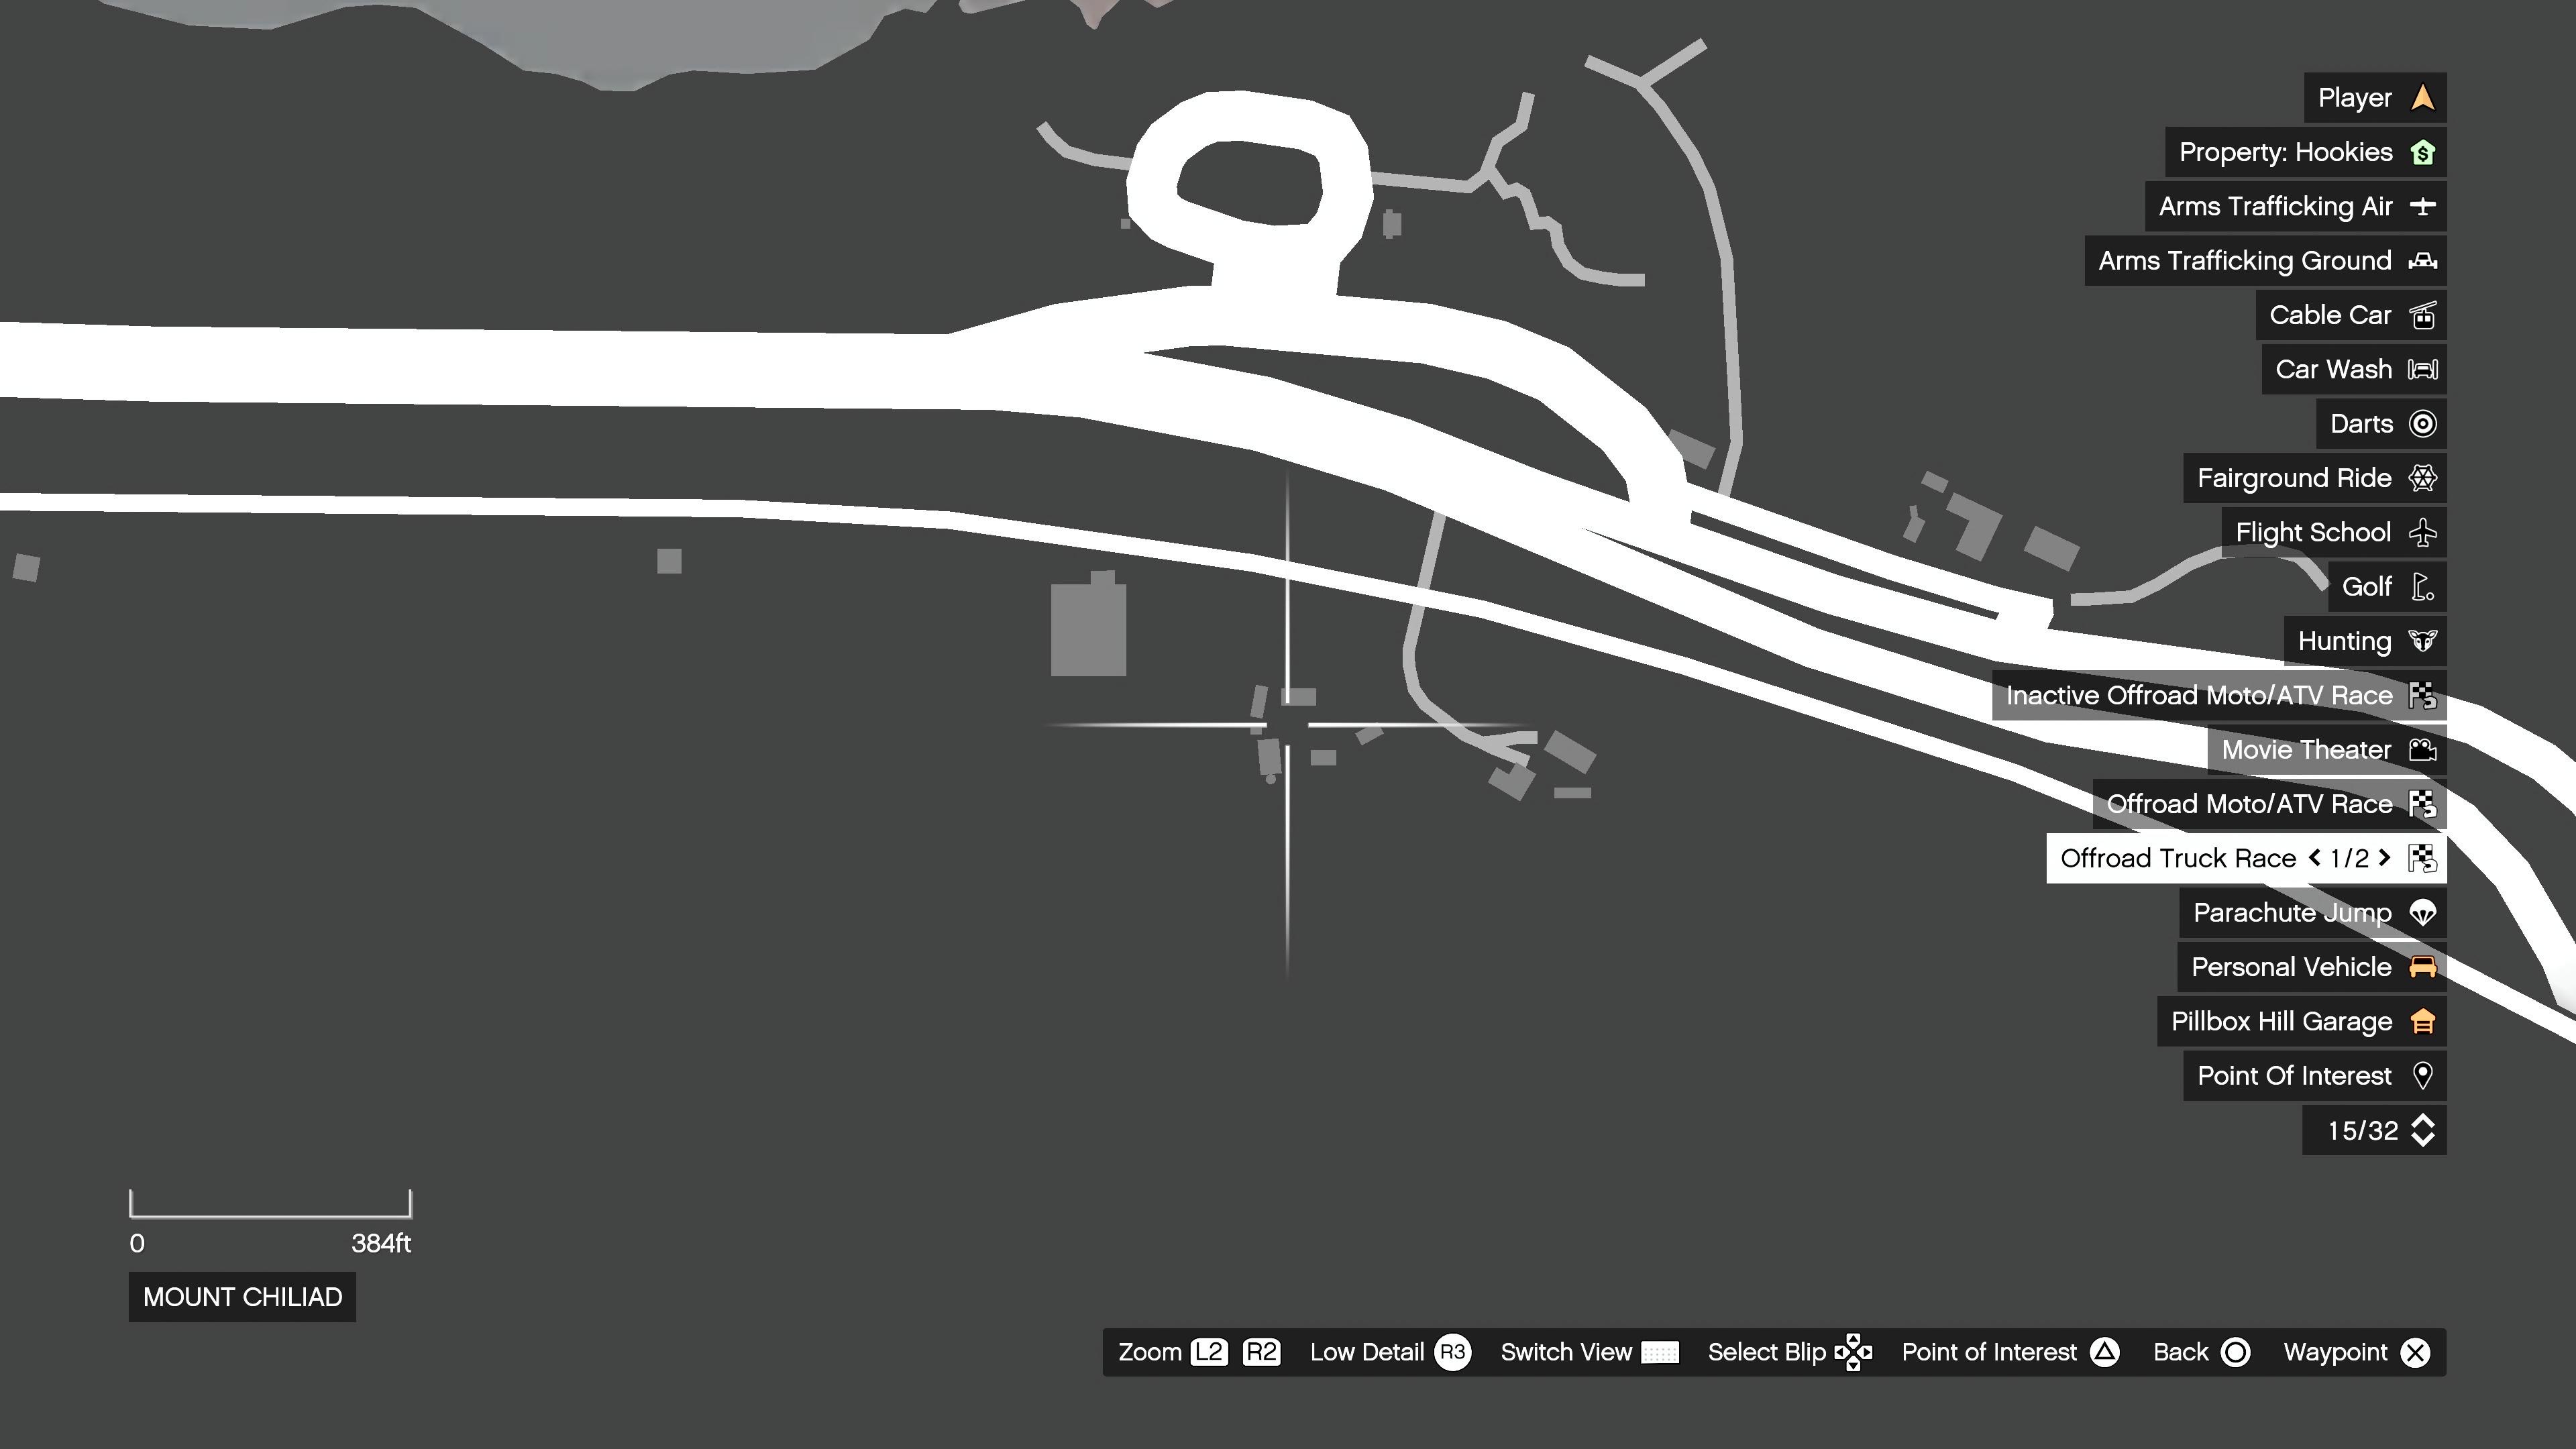 Player
Property: Hookies
Arms Trafficking Air
Arms Trafficking Ground
Cable Car
Car Wash
Darts
Fairground Ride
Flight School
Golf
Hunting
Inactive Offroad Moto/ATV Race
Movie Theater
Offroad Moto/ATV Race
Offroad Truck Race < 1/2 >
Parachute Jump
Personal Vehicle
Pillbox Hill Garage
Point Of Interest
15/32
0 384ft
MOUNT CHILIAD
Zoom L2 R2 Low Detail R3 Switch View Select Blip Point of Interest Back Waypoint